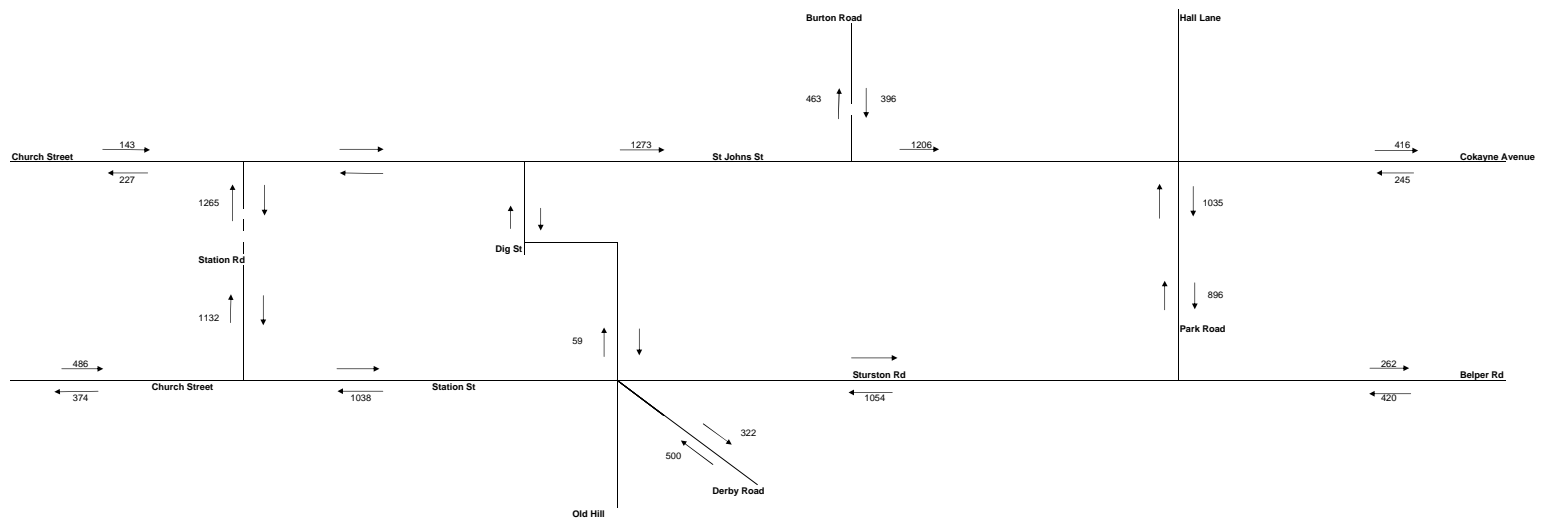 Burton Road
Hall Lane
463
396
143
1273
1206
416
Church Street
St Johns St
Cokayne Avenue
227
245
1265
1035
Dig St
Station Rd
896
1132
Park Road
59
486
262
Church Street
Station St
Sturston Rd
Belper Rd
374
1038
1054
420
322
500
Derby Road
Old Hill